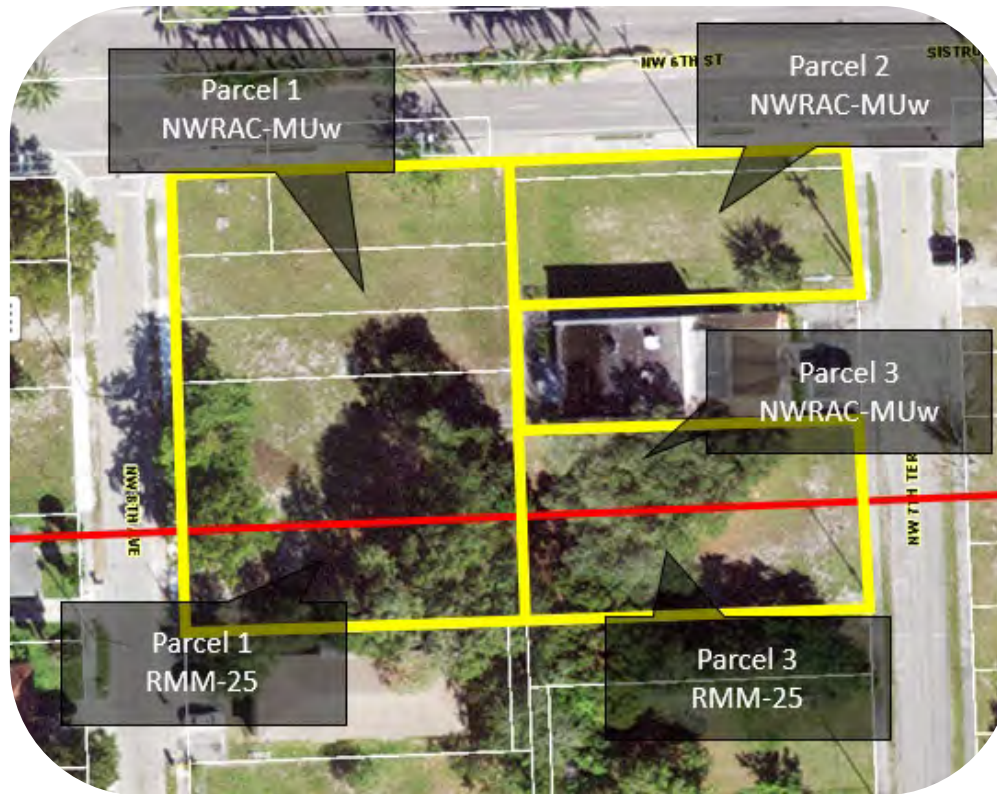 NW 6TH ST
SISTRU
Parcel 1
NWRAC-MUw
Parcel 2
NWRAC-MUw
Parcel 3
NWRAC-MUw
NW 8TH AVE
NW 7TH TER
Parcel 1
RMM-25
Parcel 3
RMM-25